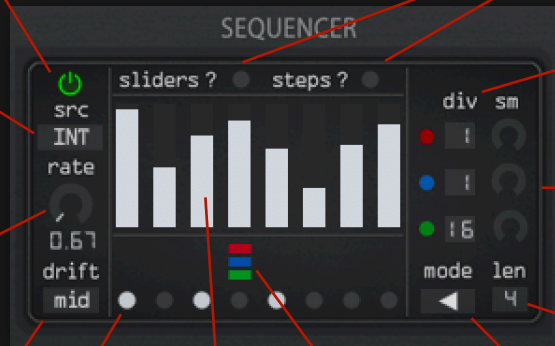 SEQUENCER
sliders ? steps ?
src
INT
rate
0.67
drift
mid
div sm
1
1
16
mode len
4